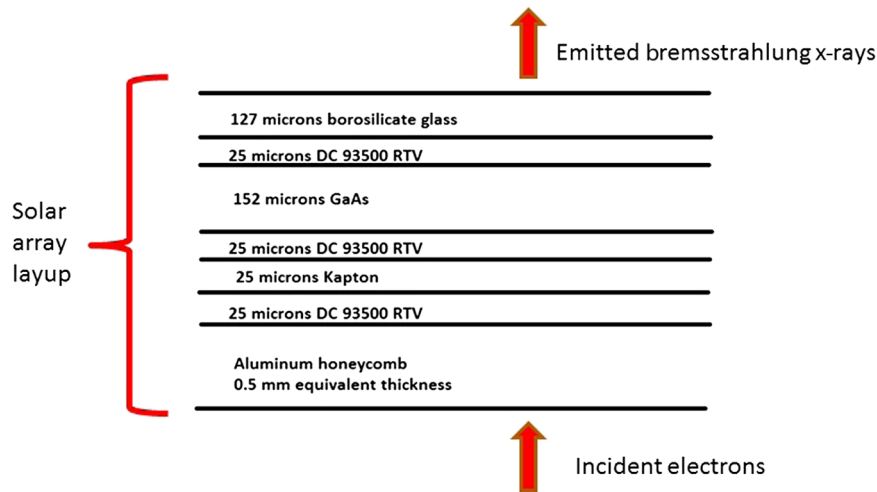 Emitted bremsstrahlung x-rays
127 microns borosilicate glass
25 microns DC 93500 RTV
152 microns GaAs
Solar
array
layup
25 microns DC 93500 RTV
25 microns Kapton
25 microns DC 93500 RTV
Aluminum honeycomb
0.5 mm equivalent thickness
Incident electrons